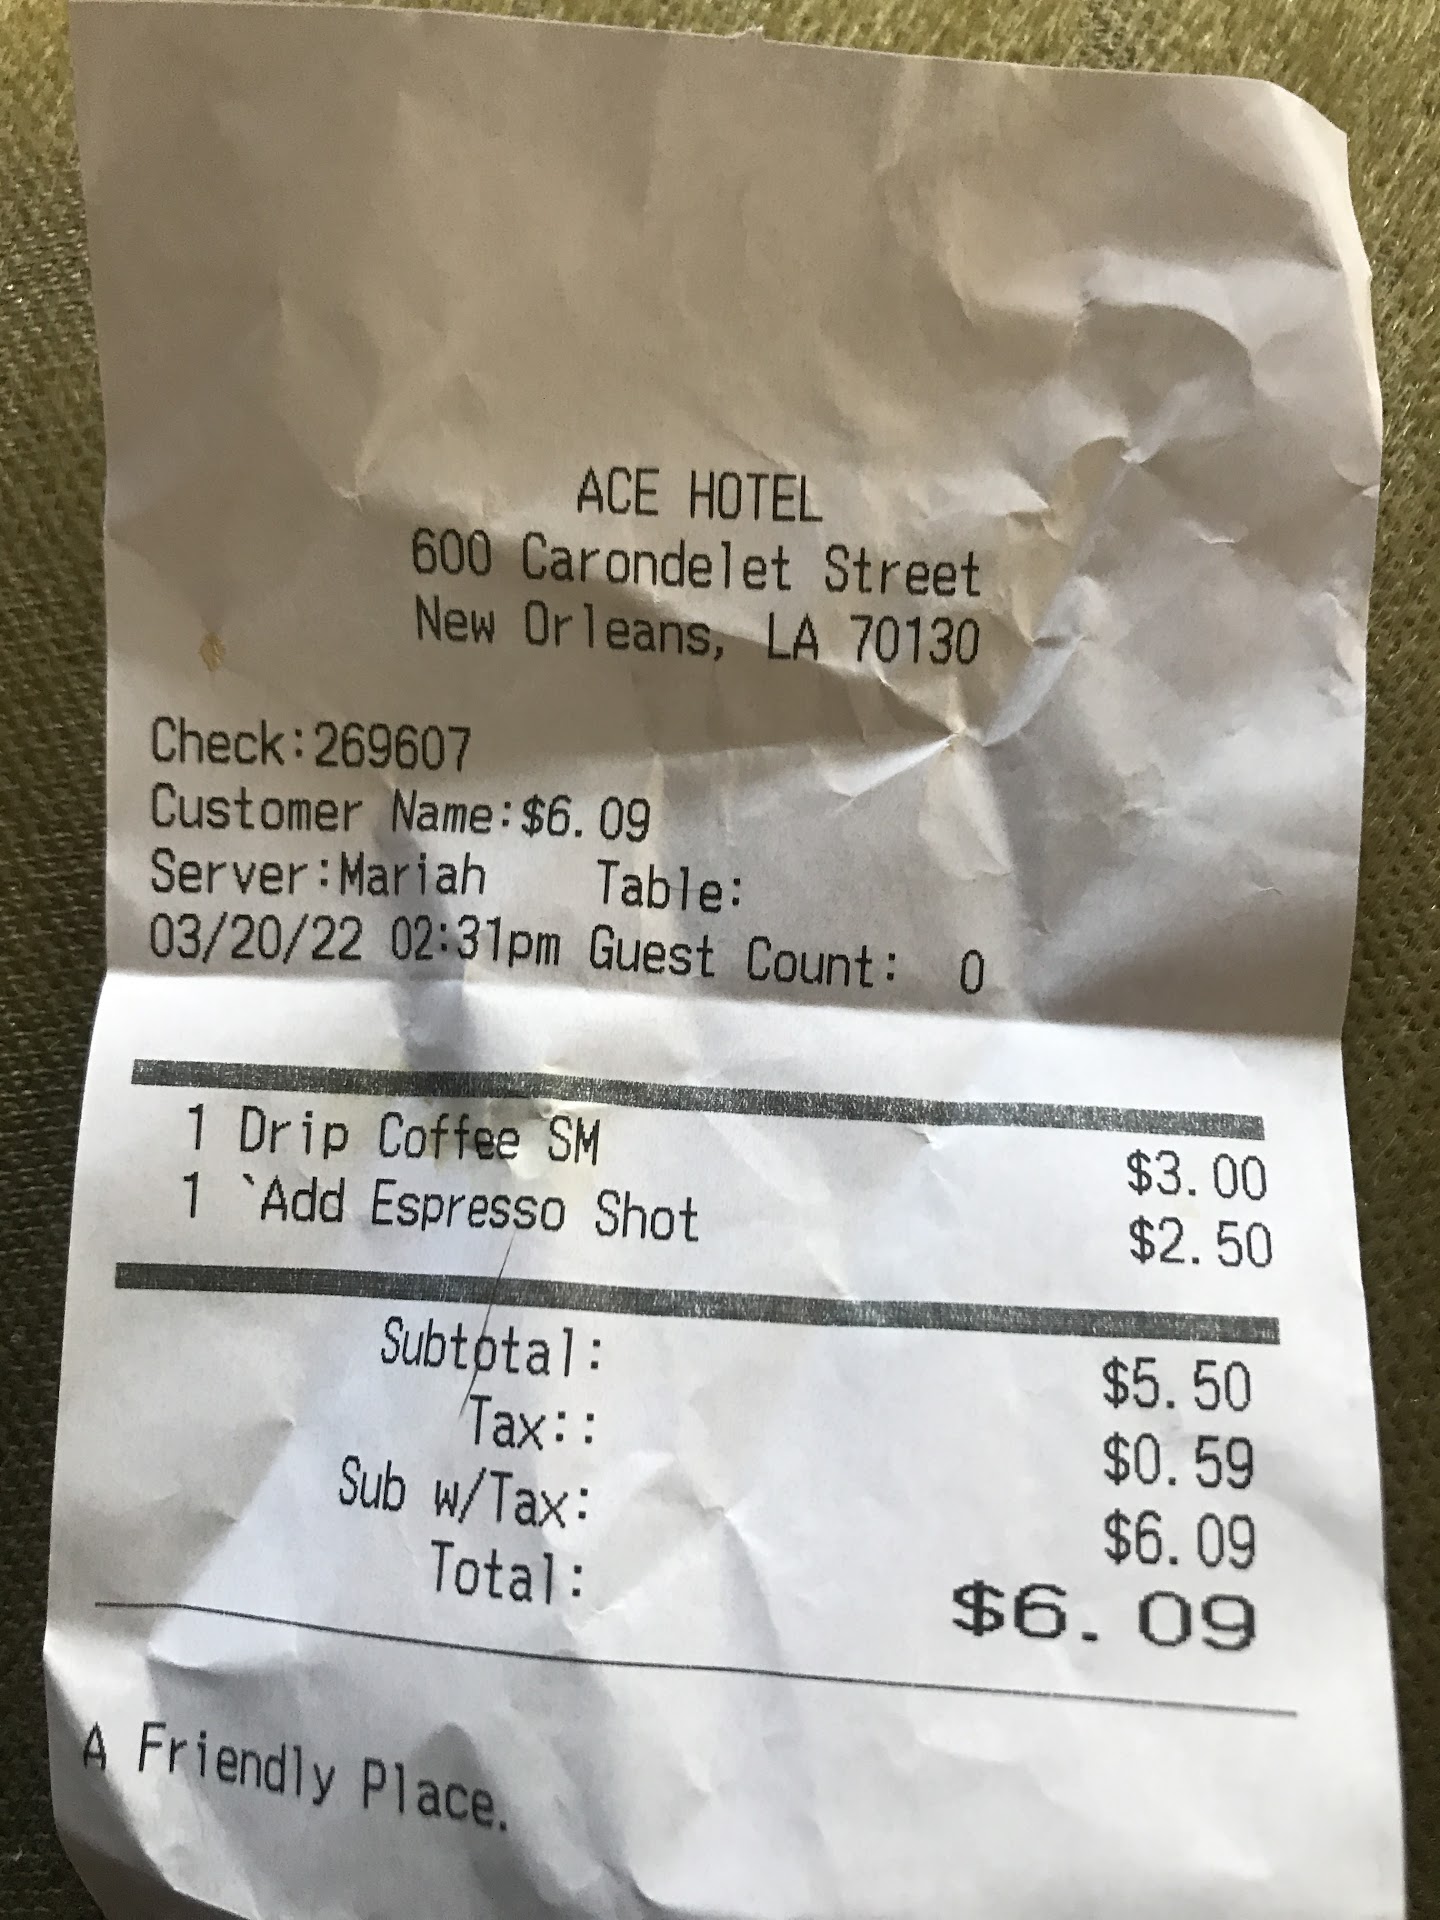 ACE HOTEL
600 Carondelet Street
New Orleans, LA 70130
Check:269607
Customer Name:$6.09
Server:Mariah Table:
03/20/22 02:31pm Guest Count: 0
1 Drip Coffee SM $3.00
1 `Add Espresso Shot $2.50
Subtotal: $5.50
Tax:: $0.59
Sub w/Tax: $6.09
Total: $6.09
A Friendly Place.